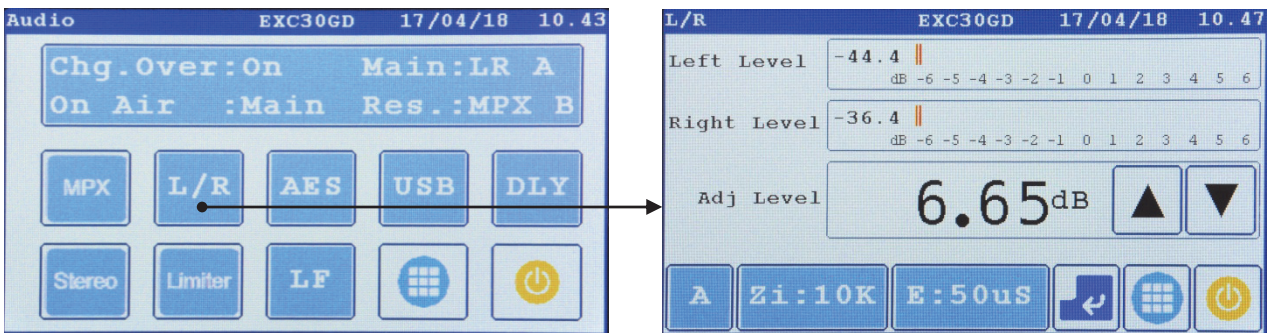 Audio EXC30GD 17/04/18 10.43
Chg.Over:On Main:LR A
On Air :Main Res.:MPX B
MPX L/R AES USB DLY
Stereo Limiter LF
L/R EXC30GD 17/04/18 10.47
Left Level -44.4
dB -6 -5 -4 -3 -2 -1 0 1 2 3 4 5 6
Right Level -36.4
dB -6 -5 -4 -3 -2 -1 0 1 2 3 4 5 6
Adj Level 6.65dB
A Zi:10K E:50uS